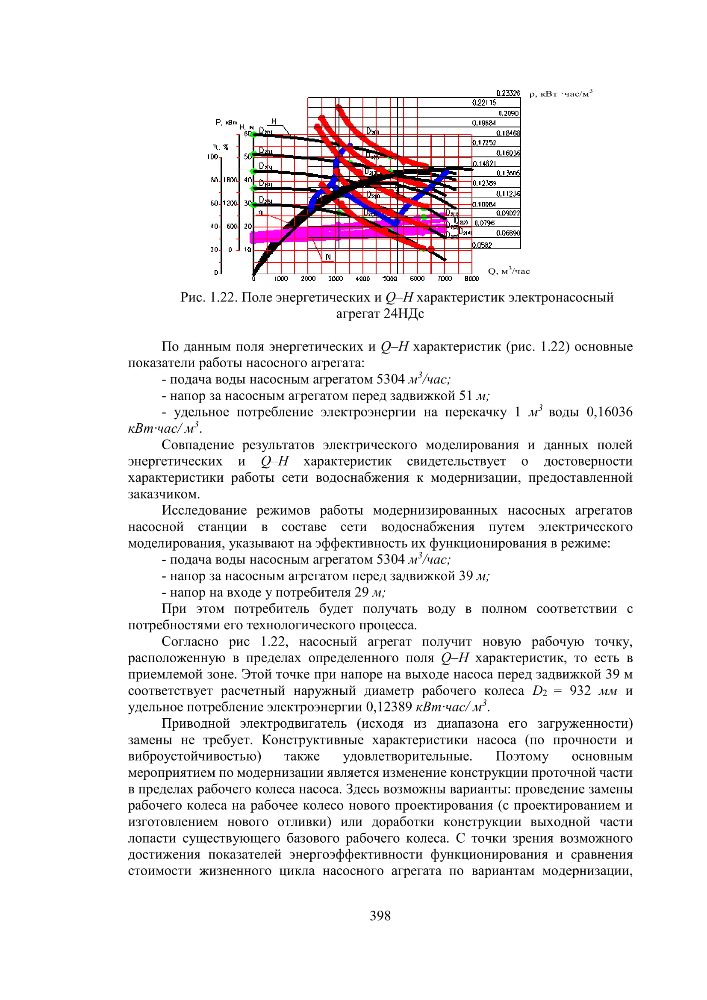 0,23326 ρ, кВт ·час/м³
0,22115
0.2090
0,19684
P, кВт H
H, м
0,18468
60
0,17252
η, %
0,16036
100 50
0,14821
0,13605
80 1800 40
0,12389
0,11236
60 1200 30
0,10084
η
0,09022
40 600 20
0,0796
0.06890
20 0 10
0.0582
N
0
Q, м³/час
0 1000 2000 3000 4000 5000 6000 7000 8000
Рис. 1.22. Поле энергетических и Q–H характеристик электронасосный
агрегат 24НДс
По данным поля энергетических и Q–H характеристик (рис. 1.22) основные
показатели работы насосного агрегата:
- подача воды насосным агрегатом 5304 м³/час;
- напор за насосным агрегатом перед задвижкой 51 м;
- удельное потребление электроэнергии на перекачку 1 м³ воды 0,16036
кВт·час/ м³.
Совпадение результатов электрического моделирования и данных полей
энергетических и Q–H характеристик свидетельствует о достоверности
характеристики работы сети водоснабжения к модернизации, предоставленной
заказчиком.
Исследование режимов работы модернизированных насосных агрегатов
насосной станции в составе сети водоснабжения путем электрического
моделирования, указывают на эффективность их функционирования в режиме:
- подача воды насосным агрегатом 5304 м³/час;
- напор за насосным агрегатом перед задвижкой 39 м;
- напор на входе у потребителя 29 м;
При этом потребитель будет получать воду в полном соответствии с
потребностями его технологического процесса.
Согласно рис 1.22, насосный агрегат получит новую рабочую точку,
расположенную в пределах определенного поля Q–H характеристик, то есть в
приемлемой зоне. Этой точке при напоре на выходе насоса перед задвижкой 39 м
соответствует расчетный наружный диаметр рабочего колеса D₂ = 932 мм и
удельное потребление электроэнергии 0,12389 кВт·час/ м³.
Приводной электродвигатель (исходя из диапазона его загруженности)
замены не требует. Конструктивные характеристики насоса (по прочности и
виброустойчивостью) также удовлетворительные. Поэтому основным
мероприятием по модернизации является изменение конструкции проточной части
в пределах рабочего колеса насоса. Здесь возможны варианты: проведение замены
рабочего колеса на рабочее колесо нового проектирования (с проектированием и
изготовлением нового отливки) или доработки конструкции выходной части
лопасти существующего базового рабочего колеса. С точки зрения возможного
достижения показателей энергоэффективности функционирования и сравнения
стоимости жизненного цикла насосного агрегата по вариантам модернизации,
398